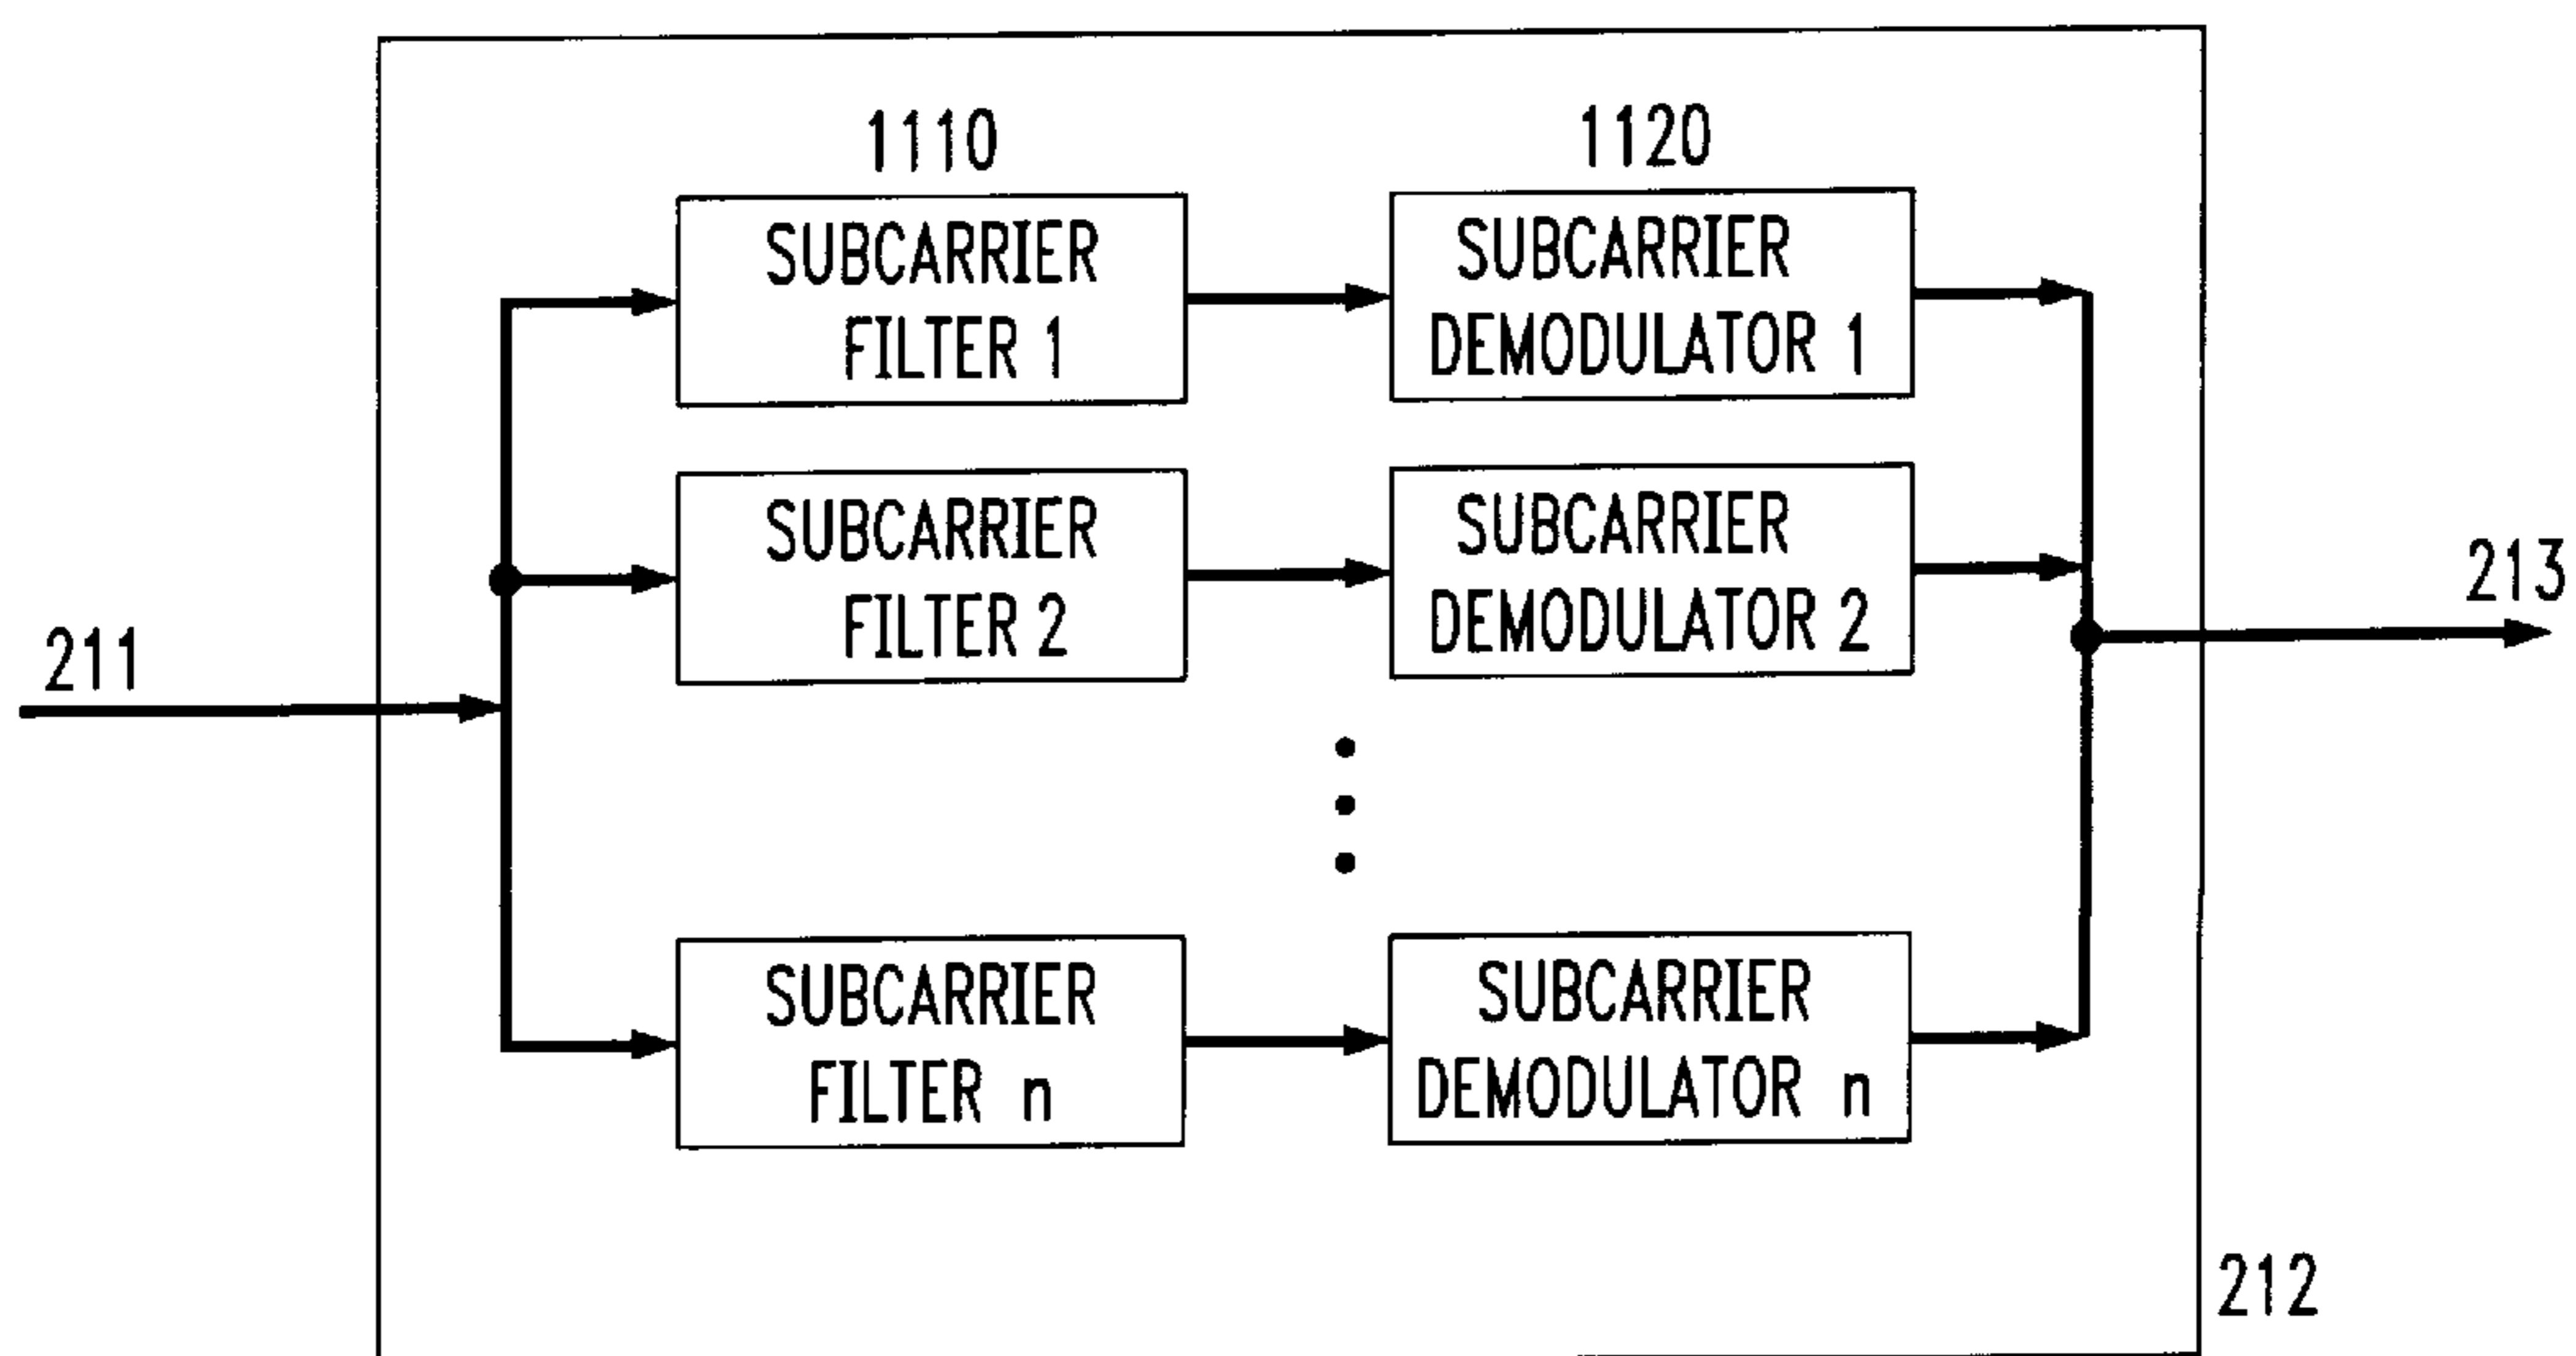 1110
1120
SUBCARRIER
FILTER 1
SUBCARRIER
DEMODULATOR 1
SUBCARRIER
FILTER 2
SUBCARRIER
DEMODULATOR 2
213
211
SUBCARRIER
FILTER n
SUBCARRIER
DEMODULATOR n
212